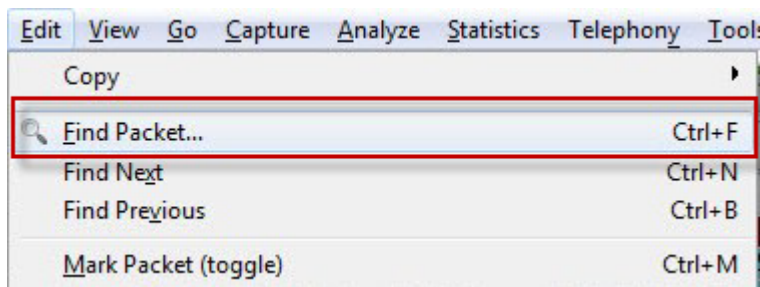 Edit View Go Capture Analyze Statistics Telephony Tools
Copy
Find Packet... Ctrl+F
Find Next Ctrl+N
Find Previous Ctrl+B
Mark Packet (toggle) Ctrl+M